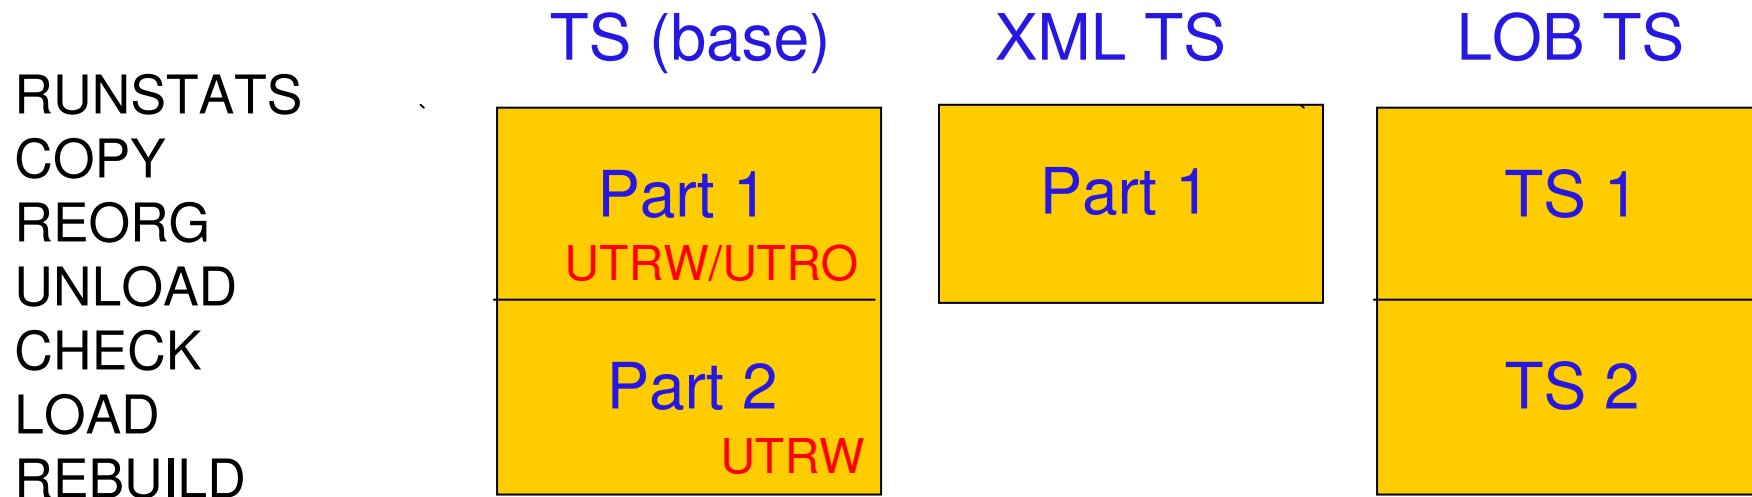 TS (base)
XML TS
LOB TS
RUNSTATS
COPY
REORG
UNLOAD
CHECK
LOAD
REBUILD
Part 1
UTRW/UTRO
Part 2
UTRW
Part 1
TS 1
TS 2